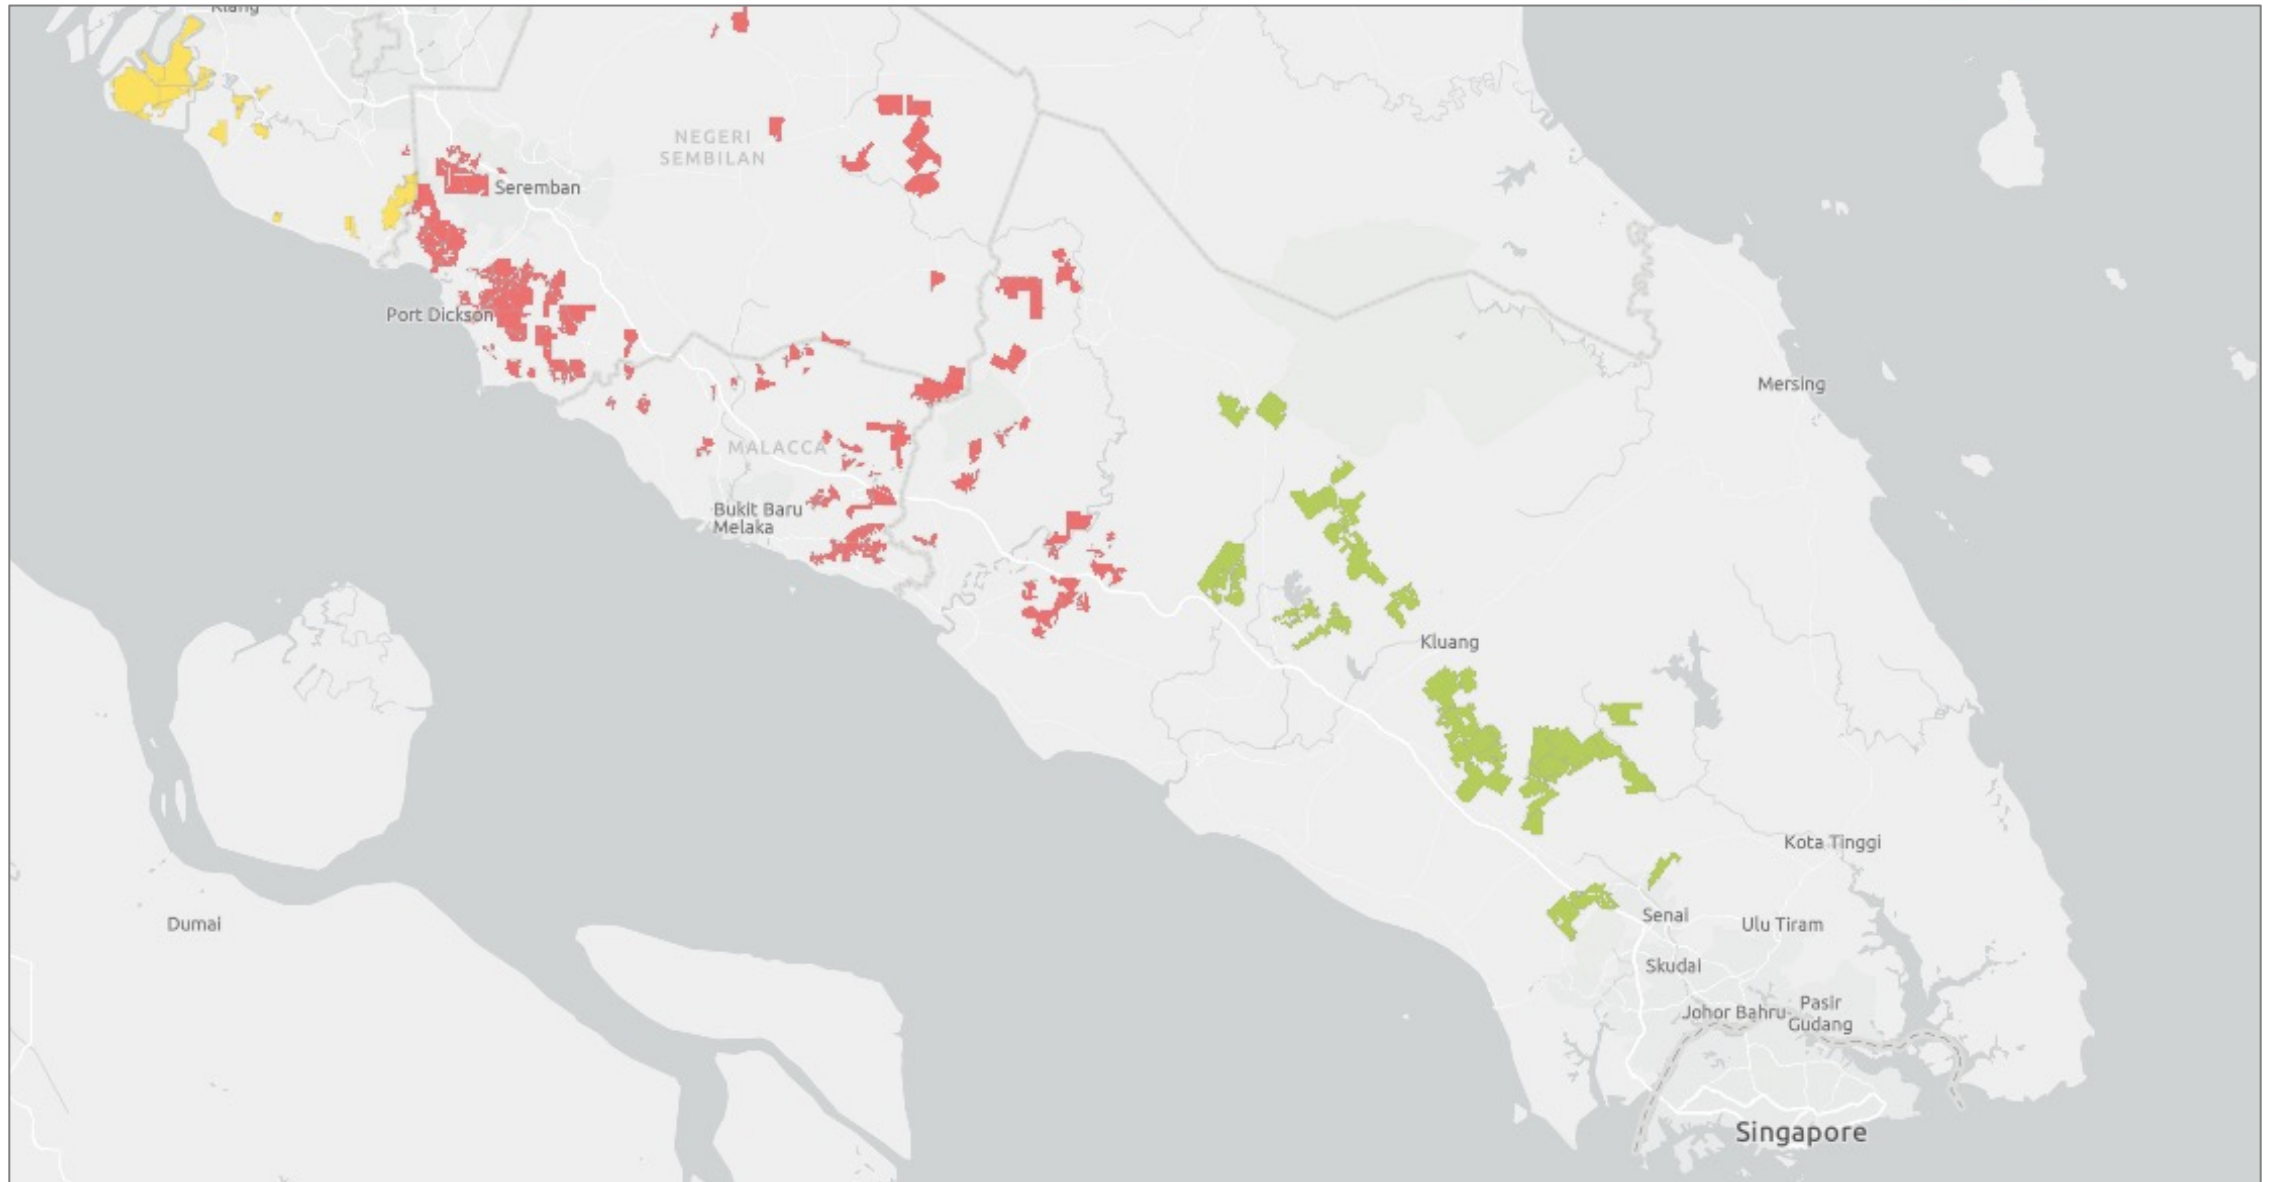 Klang
NEGERI
SEMBILAN
Seremban
Port Dickson
Mersing
MALACCA
Bukit Baru
Melaka
Kluang
Kota Tinggi
Dumai
Senai
Ulu Tiram
Skudai
Johor Bahru
Pasir
Gudang
Singapore